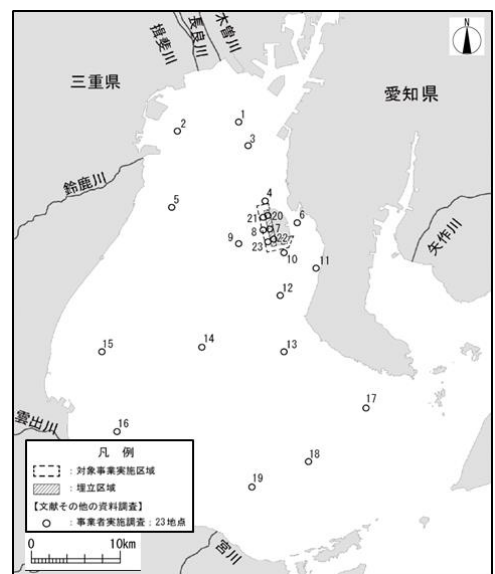 N
木曽川
長良川
揖斐川
三重県
愛知県
鈴鹿川
矢作川
1
2
3
4
5
6
21
20
8
7
9
23
22
10
11
12
13
14
15
16
17
18
19
雲出川
宮川
凡 例
：対象事業実施区域
：埋立区域
【文献その他の資料調査】
：事業者実施調査：23地点
0 10km